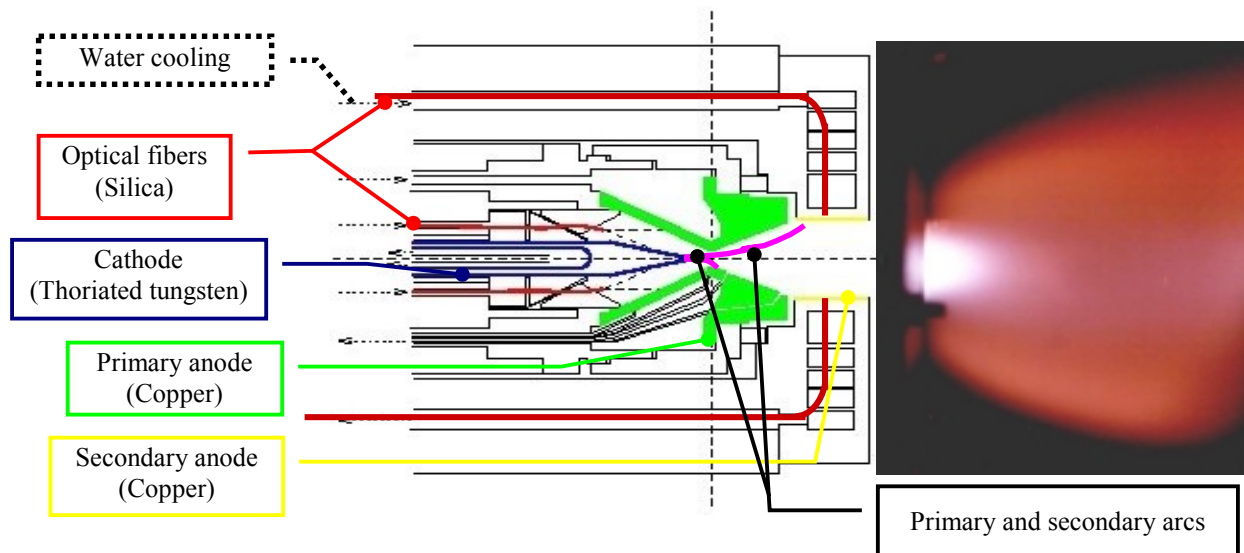 Water cooling
Optical fibers
(Silica)
Cathode
(Thoriated tungsten)
Primary anode
(Copper)
Secondary anode
(Copper)
Primary and secondary arcs